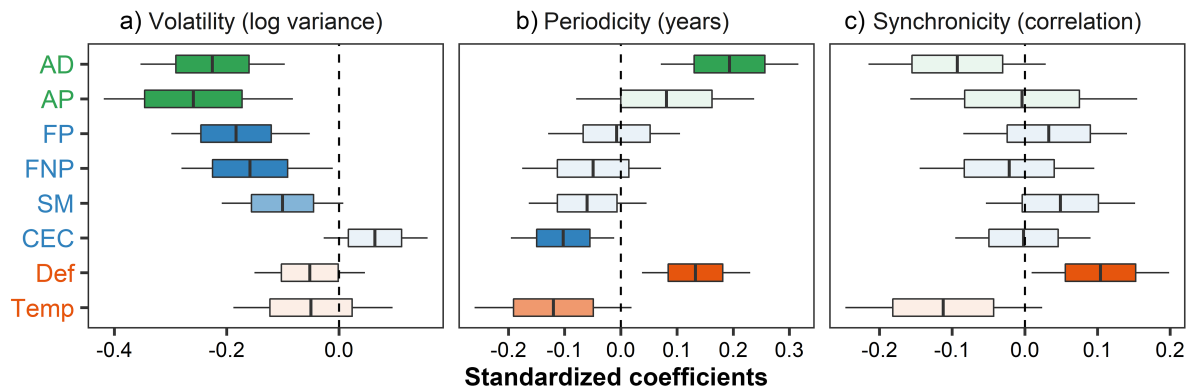 a) Volatility (log variance)
b) Periodicity (years)
c) Synchronicity (correlation)
AD
AP
FP
FNP
SM
CEC
Def
Temp
-0.4 -0.2 0.0
-0.2 -0.1 0.0 0.1 0.2 0.3
-0.2 -0.1 0.0 0.1 0.2
Standardized coefficients